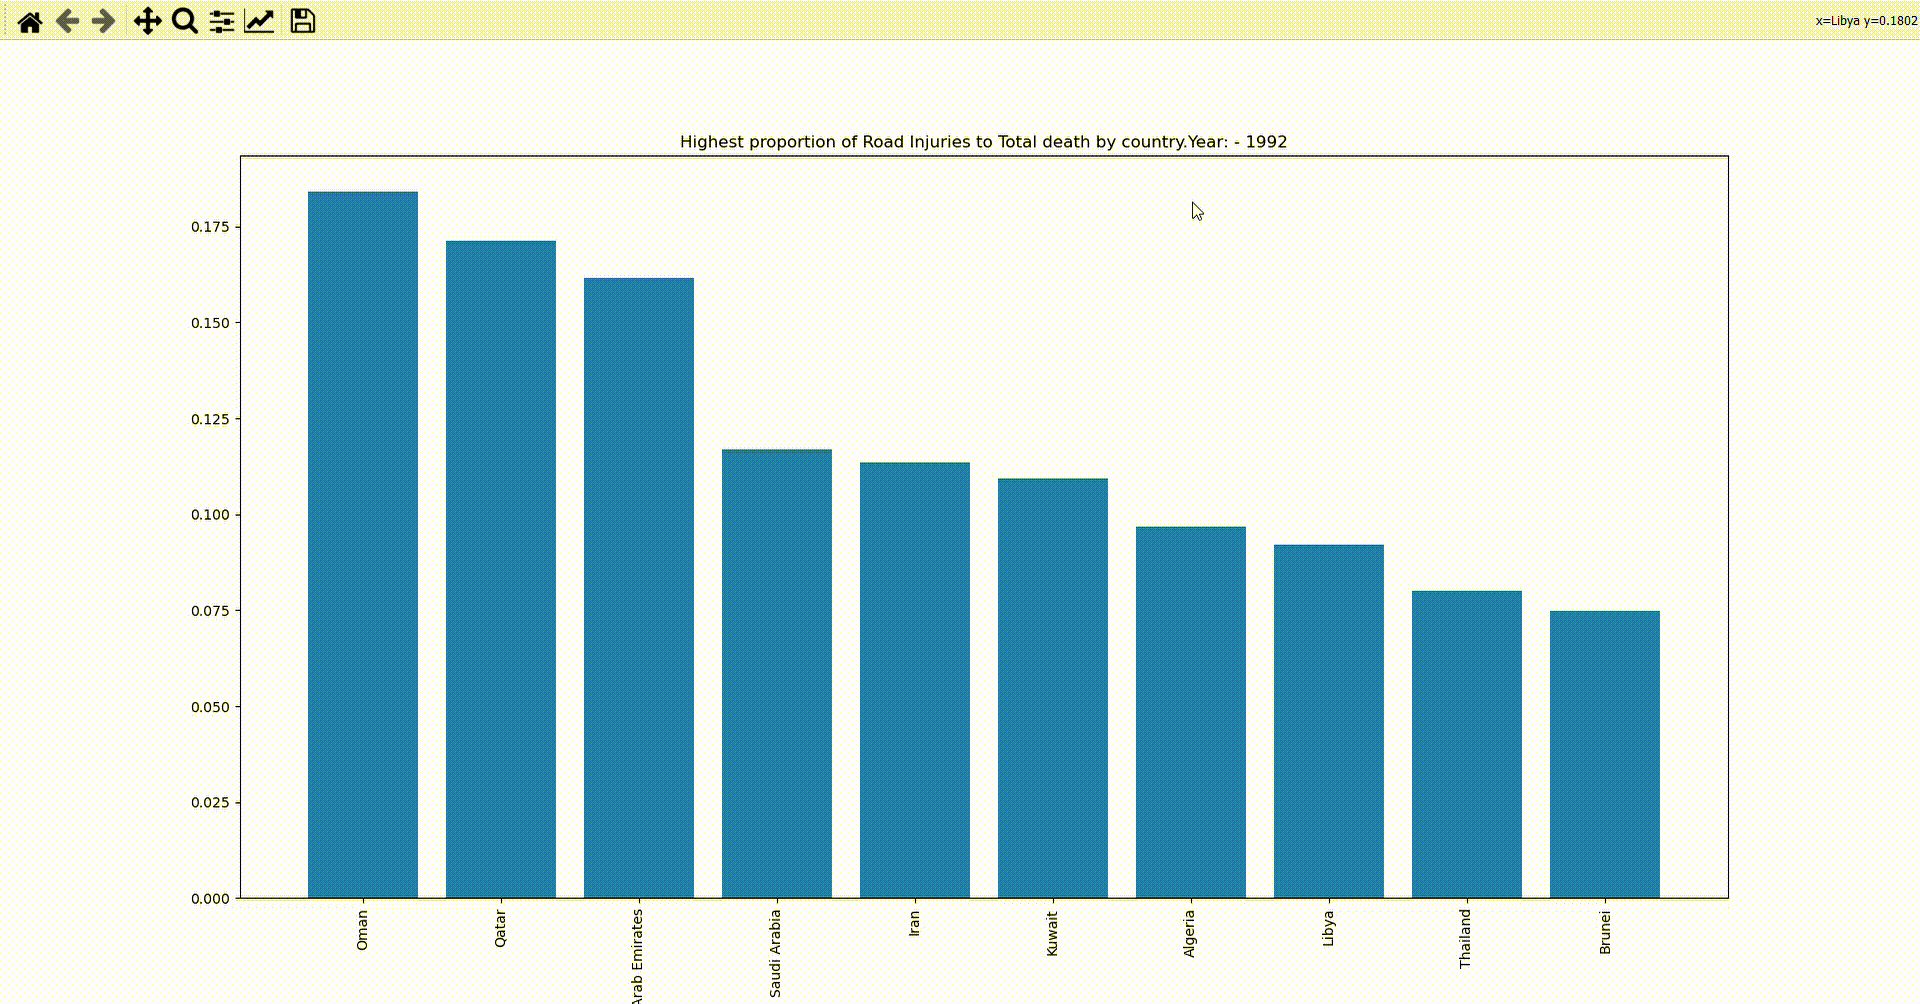 x=Libya y=0.1802
Highest proportion of Road Injuries to Total death by country.Year: - 1992
0.175
0.150
0.125
0.100
0.075
0.050
0.025
0.000
Oman
Qatar
Arab Emirates
Saudi Arabia
Iran
Kuwait
Algeria
Libya
Thailand
Brunei